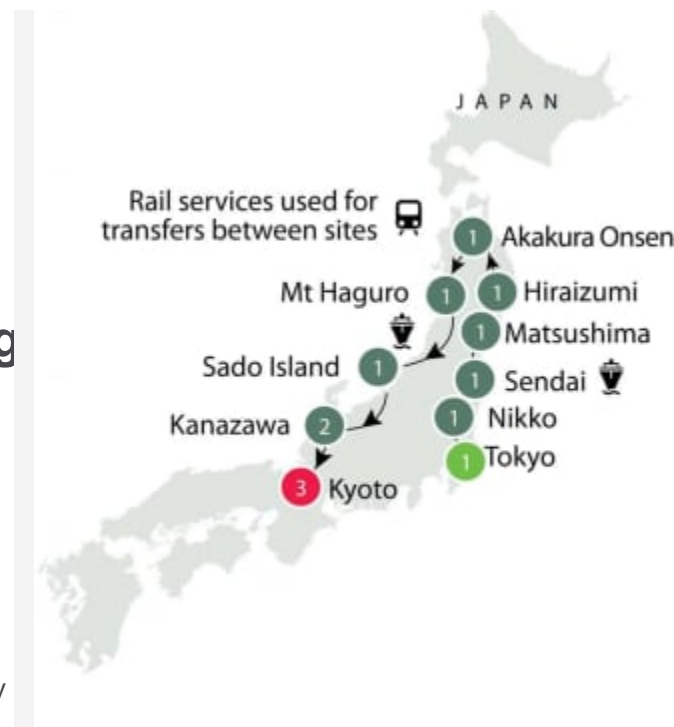 JAPAN
Rail services used for
transfers between sites
1 Akakura Onsen
Mt Haguro 1
1 Hiraizumi
1 Matsushima
Sado Island 1
1 Sendai
1 Nikko
Kanazawa 2
1 Tokyo
3 Kyoto
g